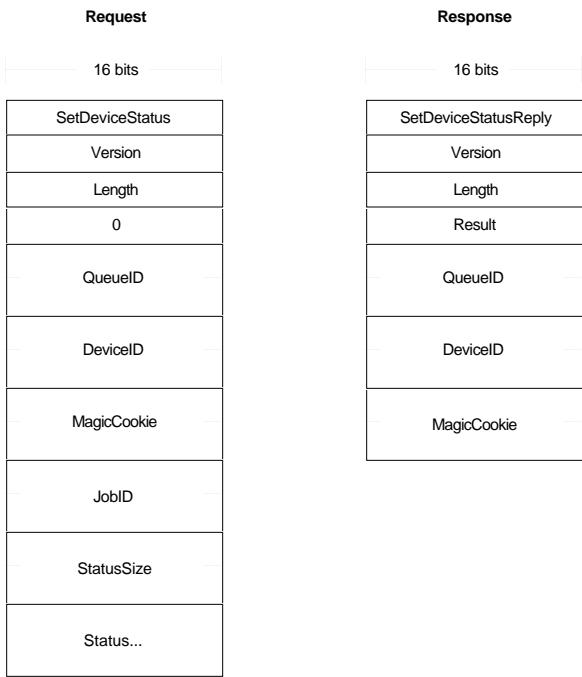 Request
16 bits
SetDeviceStatus
Version
Length
0
QueueID
DeviceID
MagicCookie
JobID
StatusSize
Status...
Response
16 bits
SetDeviceStatusReply
Version
Length
Result
QueueID
DeviceID
MagicCookie